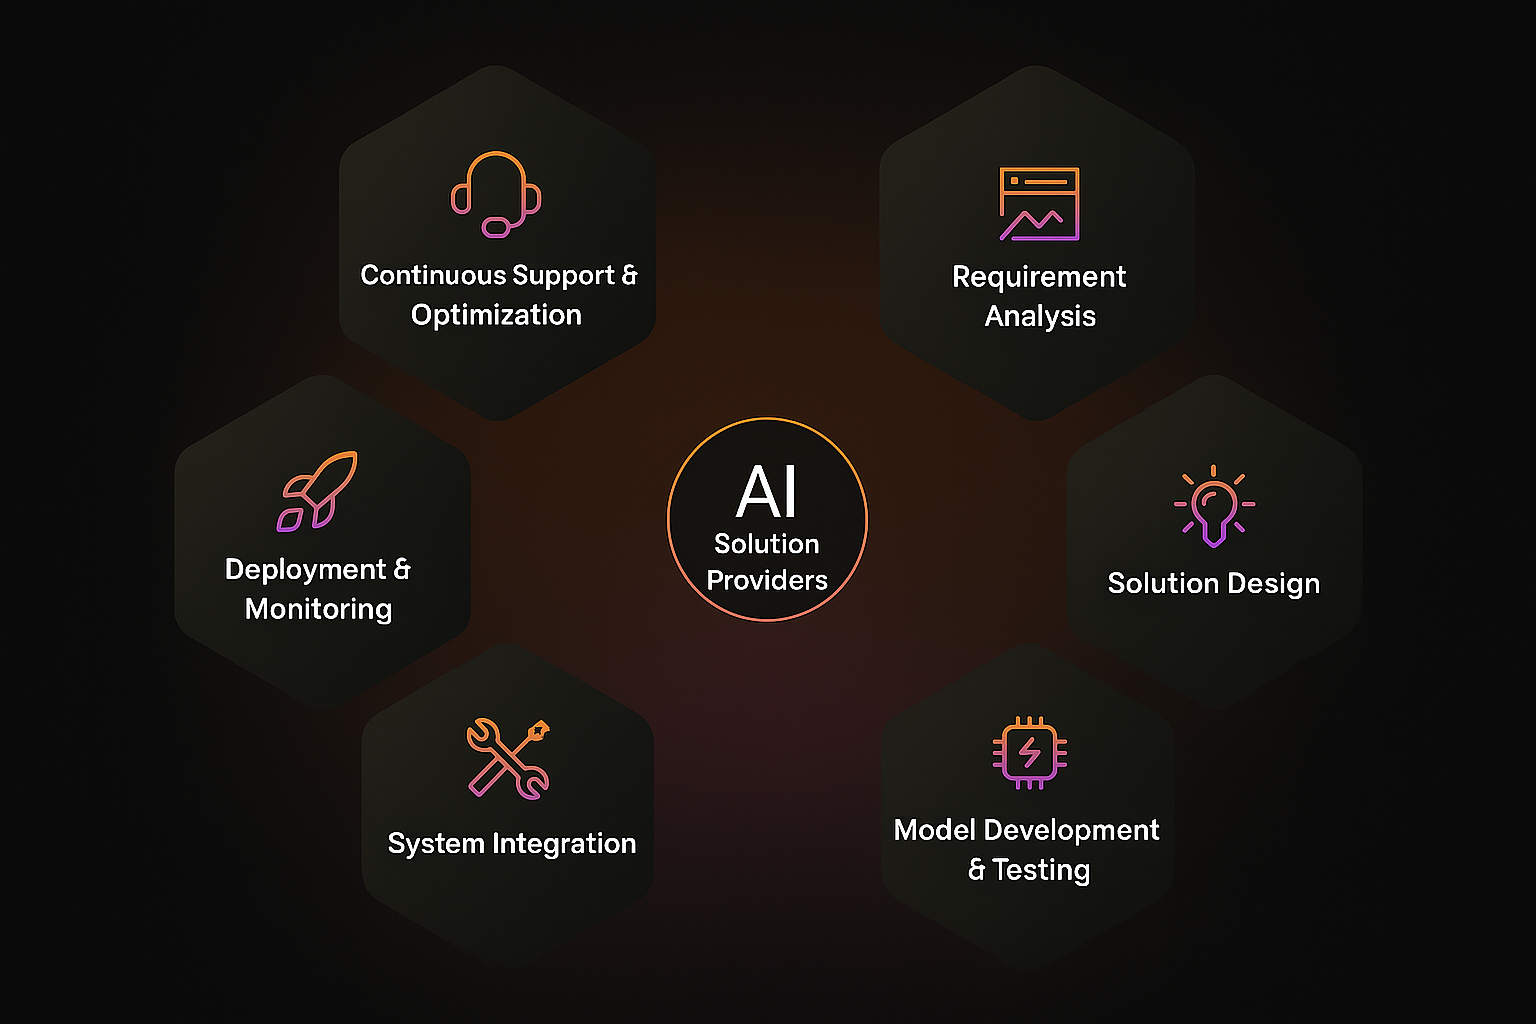 Continuous Support &
Optimization
Requirement
Analysis
Deployment &
Monitoring
AI
Solution
Providers
Solution Design
System Integration
Model Development
& Testing